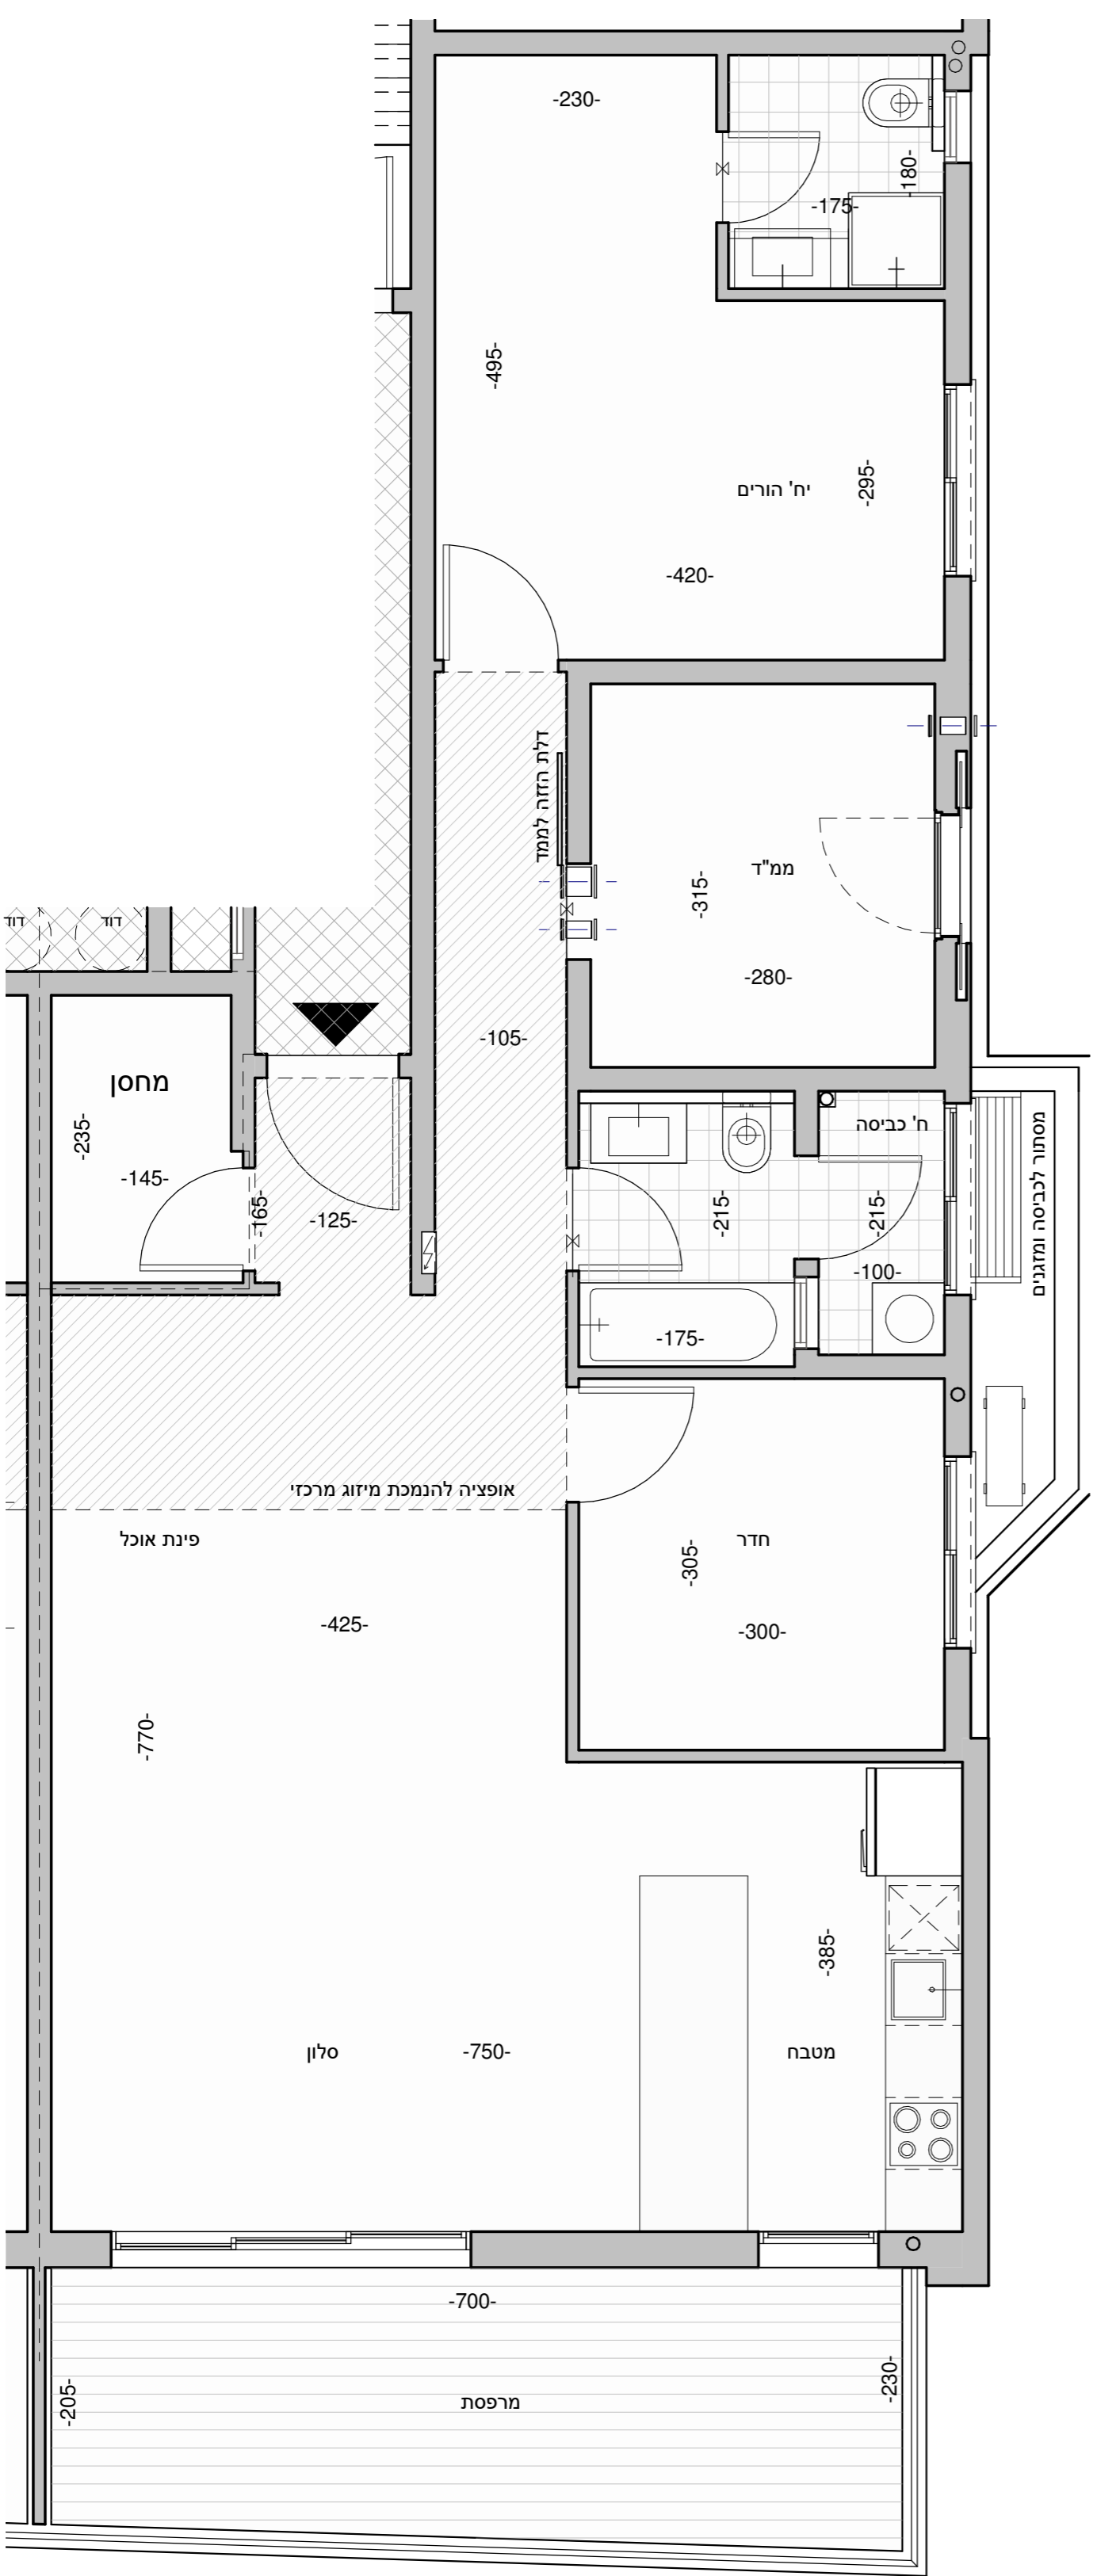 -230-
-180-
-175-
-495-
-295-
יח' הורים
-420-
דלת הזזה לממד
ממ"ד
-315-
-280-
דוד
דוד
-105-
מחסן
-235-
-145-
-165-
-125-
ח' כביסה
-215-
-215-
-100-
-175-
מסתור לכביסה ומזגנים
אופציה להנמכת מיזוג מרכזי
פינת אוכל
חדר
-305-
-425-
-300-
-770-
-385-
סלון
-750-
מטבח
-700-
-205-
-230-
מרפסת